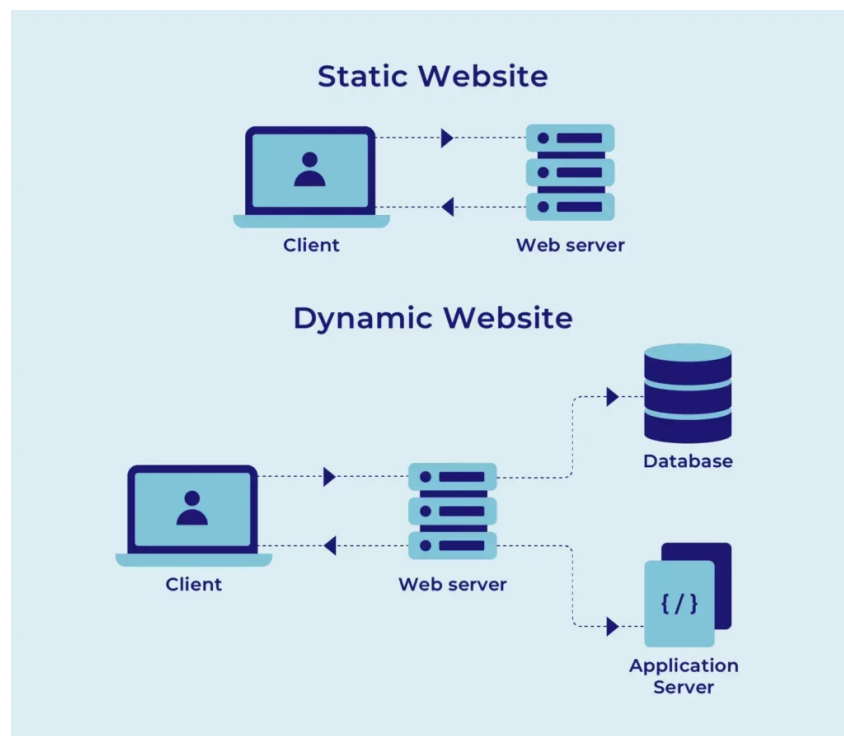 Static Website
Client
Web server
Dynamic Website
Database
Client
Web server
{/}
Application
Server